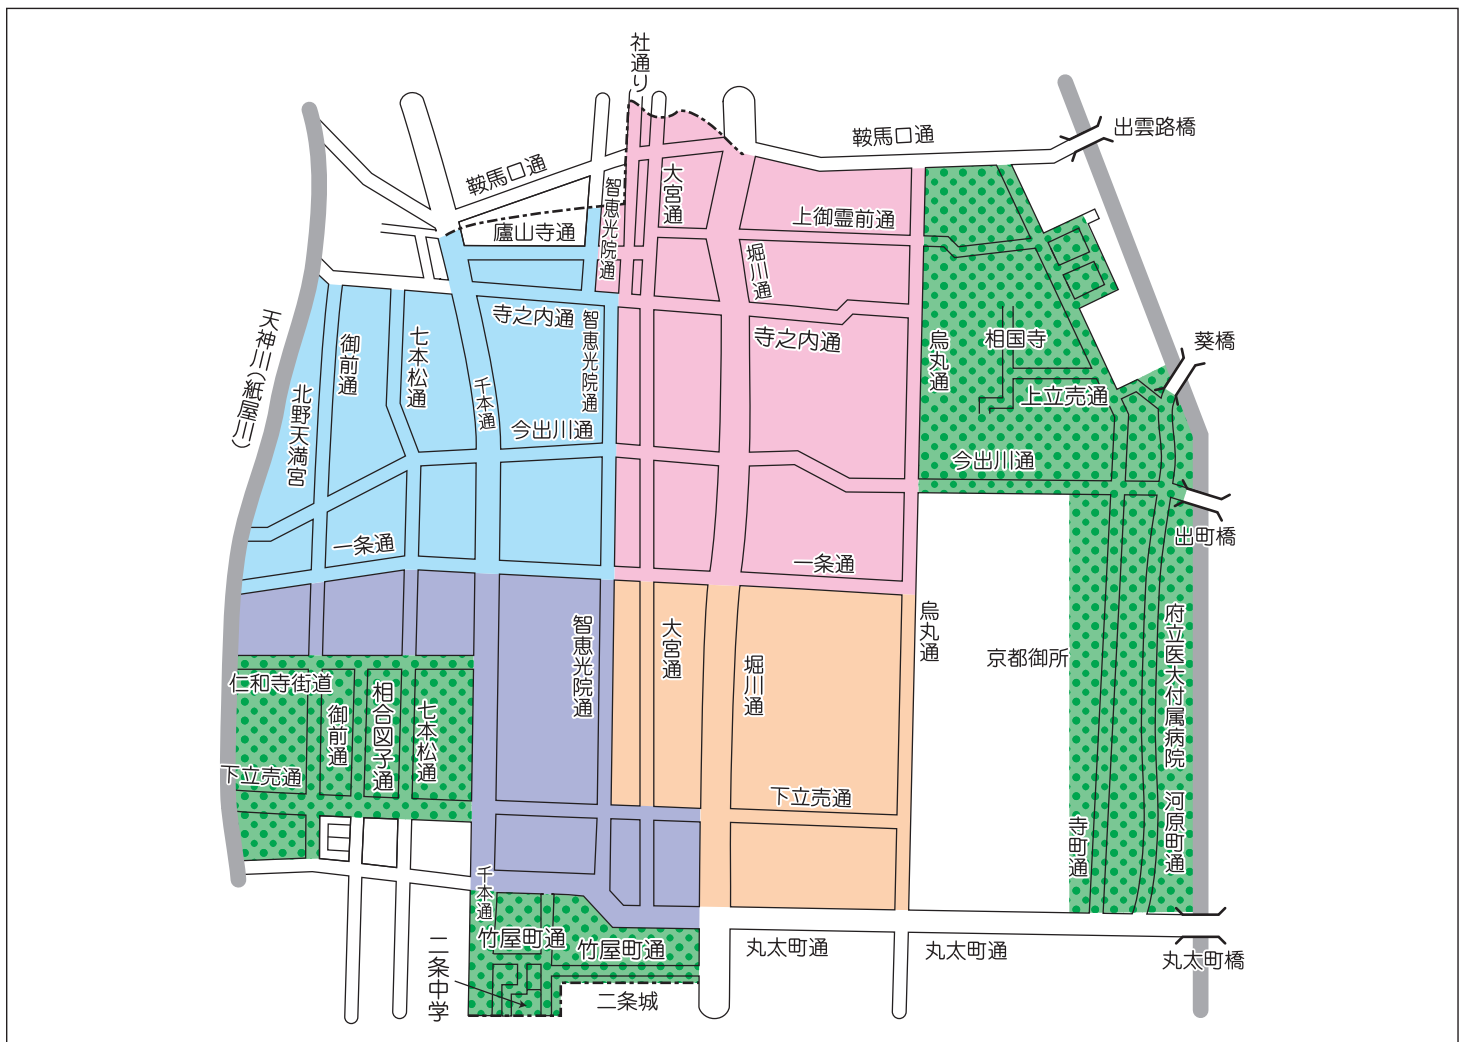 社通り
鞍馬口通
出雲路橋
鞍馬口通
智恵光院通
大宮通
上御霊前通
廬山寺通
堀川通
天神川(紙屋川)
御前通
七本松通
寺之内通
智恵光院通
寺之内通
烏丸通
相国寺
葵橋
北野天満宮
千本通
今出川通
上立売通
今出川通
出町橋
一条通
一条通
智恵光院通
大宮通
堀川通
烏丸通
京都御所
府立医大付属病院
仁和寺街道
御前通
相合図子通
七本松通
下立売通
下立売通
寺町通
河原町通
千本通
竹屋町通
竹屋町通
丸太町通
丸太町通
丸太町橋
二条中学
二条城